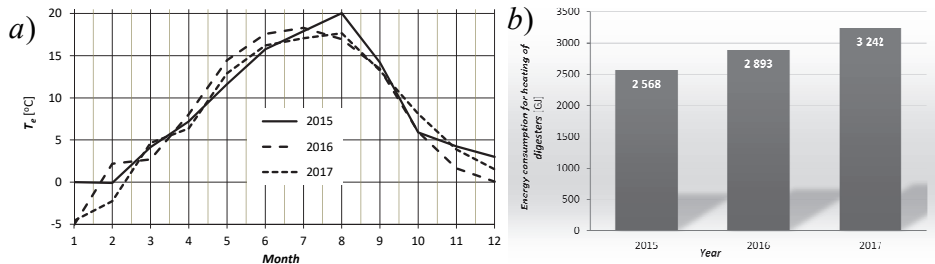 a)
20
15
10
5
0
-5
Te [°C]
2015
2016
2017
1 2 3 4 5 6 7 8 9 10 11 12
Month
b)
Energy consumption for heating of
digesters [GJ]
3500
3000
2500
2000
1500
1000
500
0
2 568
2 893
3 242
2015 2016 2017
Year